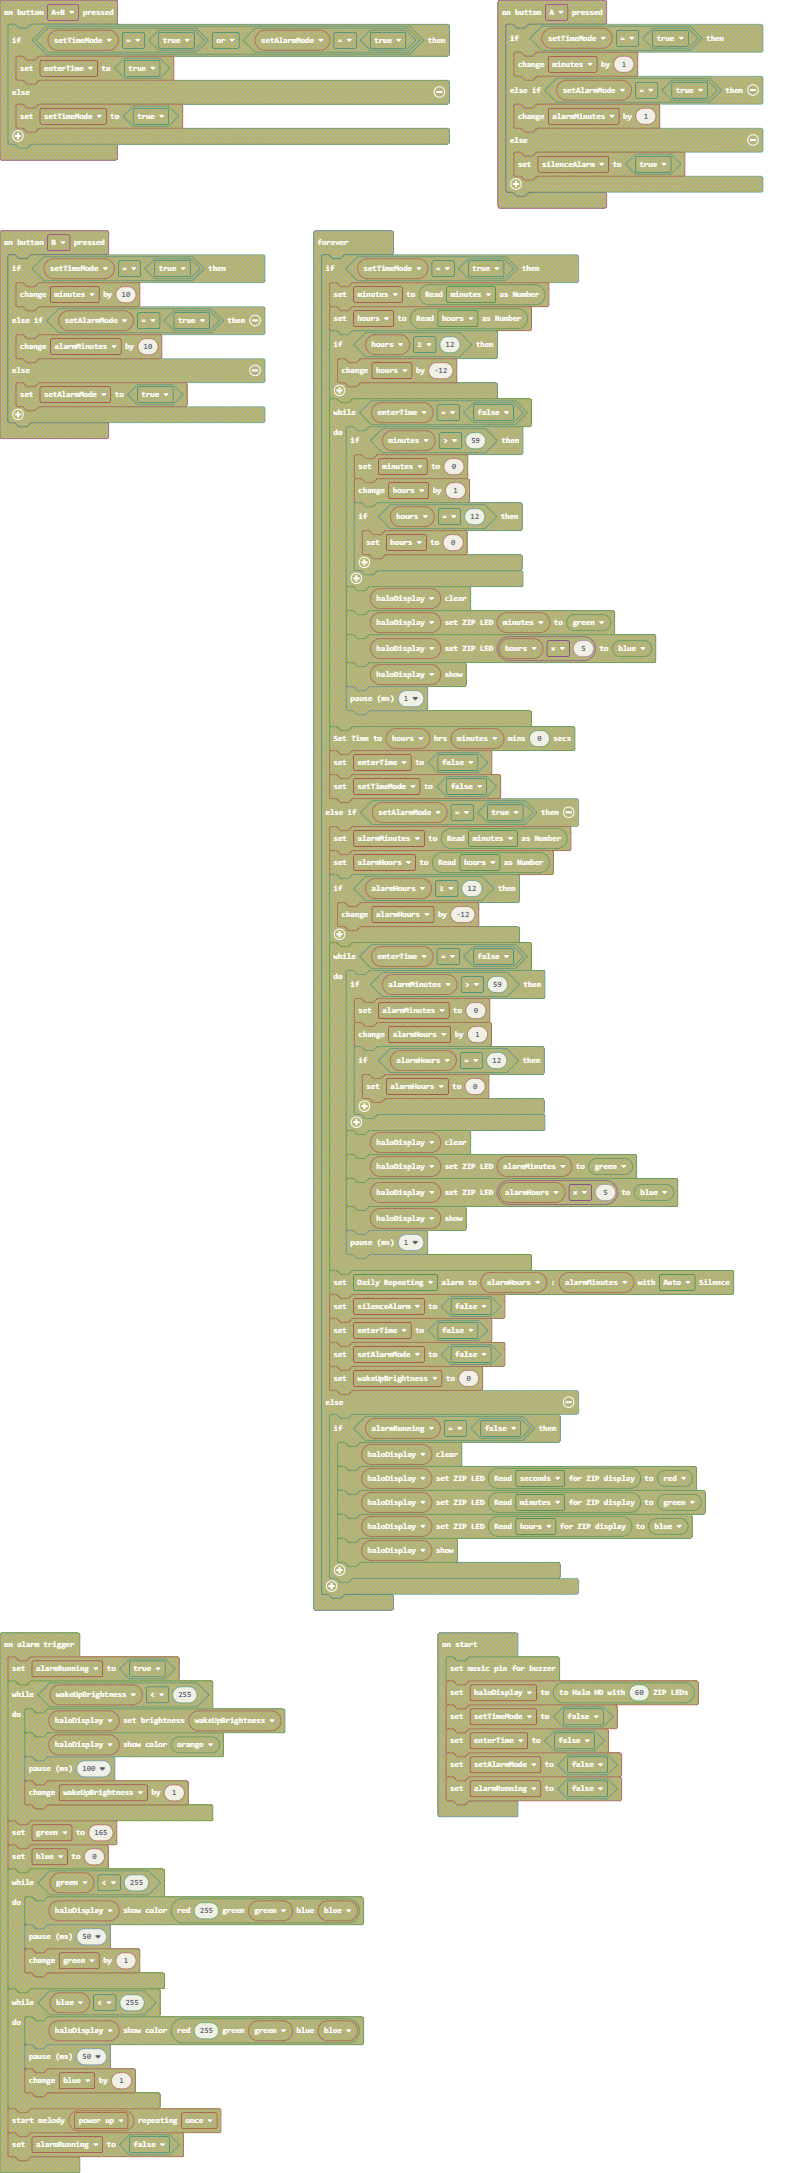 on button A+B pressed
if setTimeMode = true or setAlarmMode = true then
set enterTime to true
else
set setTimeMode to true
on button A pressed
if setTimeMode = true then
change minutes by 1
else if setAlarmMode = true then
change alarmMinutes by 1
else
set silenceAlarm to true
on button B pressed
if setTimeMode = true then
change minutes by 10
else if setAlarmMode = true then
change alarmMinutes by 10
else
set setAlarmMode to true
forever
if setTimeMode = true then
set minutes to Read minutes as Number
set hours to Read hours as Number
if hours ≥ 12 then
change hours by -12
while enterTime = false
do if minutes > 59 then
set minutes to 0
change hours by 1
if hours = 12 then
set hours to 0
haloDisplay clear
haloDisplay set ZIP LED minutes to green
haloDisplay set ZIP LED hours × 5 to blue
haloDisplay show
pause (ms) 1
Set Time to hours hrs minutes mins 0 secs
set enterTime to false
set setTimeMode to false
else if setAlarmMode = true then
set alarmMinutes to Read minutes as Number
set alarmHours to Read hours as Number
if alarmHours ≥ 12 then
change alarmHours by -12
while enterTime = false
do if alarmMinutes > 59 then
set alarmMinutes to 0
change alarmHours by 1
if alarmHours = 12 then
set alarmHours to 0
haloDisplay clear
haloDisplay set ZIP LED alarmMinutes to green
haloDisplay set ZIP LED alarmHours × 5 to blue
haloDisplay show
pause (ms) 1
set Daily Repeating alarm to alarmHours : alarmMinutes with Auto Silence
set silenceAlarm to false
set enterTime to false
set setAlarmMode to false
set wakeUpBrightness to 0
else
if alarmRunning = false then
haloDisplay clear
haloDisplay set ZIP LED Read seconds for ZIP display to red
haloDisplay set ZIP LED Read minutes for ZIP display to green
haloDisplay set ZIP LED Read hours for ZIP display to blue
haloDisplay show
on alarm trigger
set alarmRunning to true
while wakeUpBrightness < 255
do haloDisplay set brightness wakeUpBrightness
haloDisplay show color orange
pause (ms) 100
change wakeUpBrightness by 1
set green to 165
set blue to 0
while green < 255
do haloDisplay show color red 255 green green blue blue
pause (ms) 50
change green by 1
while blue < 255
do haloDisplay show color red 255 green green blue blue
pause (ms) 50
change blue by 1
start melody power up repeating once
set alarmRunning to false
on start
set music pin for buzzer
set haloDisplay to to Halo HD with 60 ZIP LEDs
set setTimeMode to false
set enterTime to false
set setAlarmMode to false
set alarmRunning to false